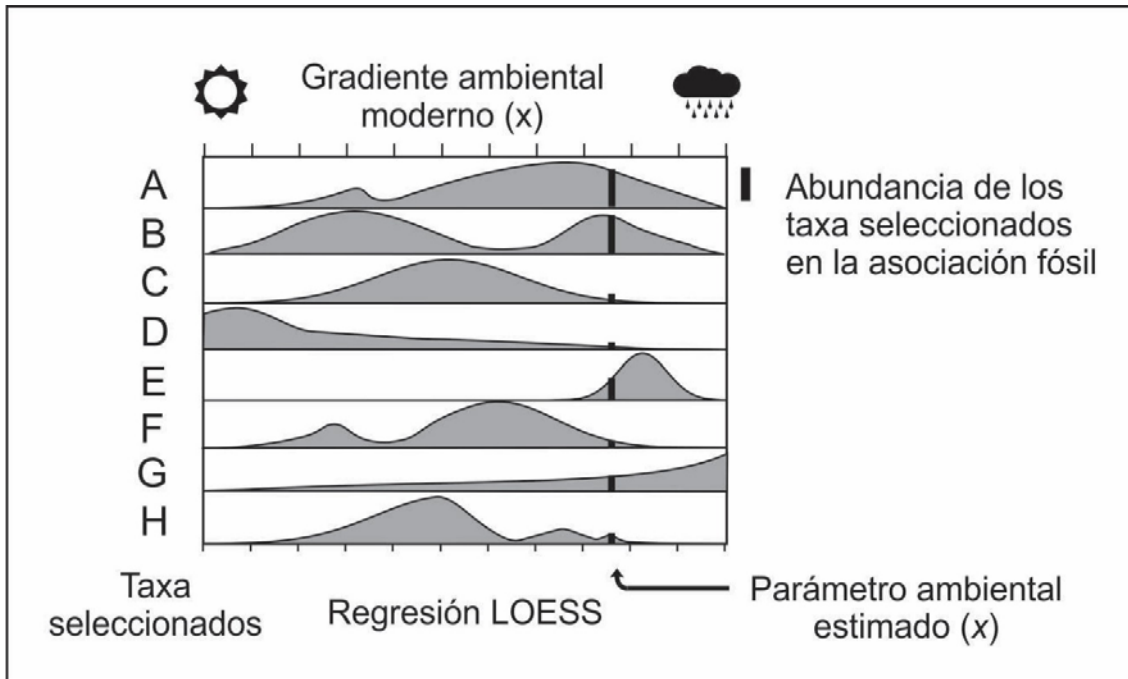 Gradiente ambiental
moderno (x)
A
B
C
D
E
F
G
H
Abundancia de los
taxa seleccionados
en la asociación fósil
Taxa
seleccionados
Regresión LOESS
Parámetro ambiental
estimado (x)